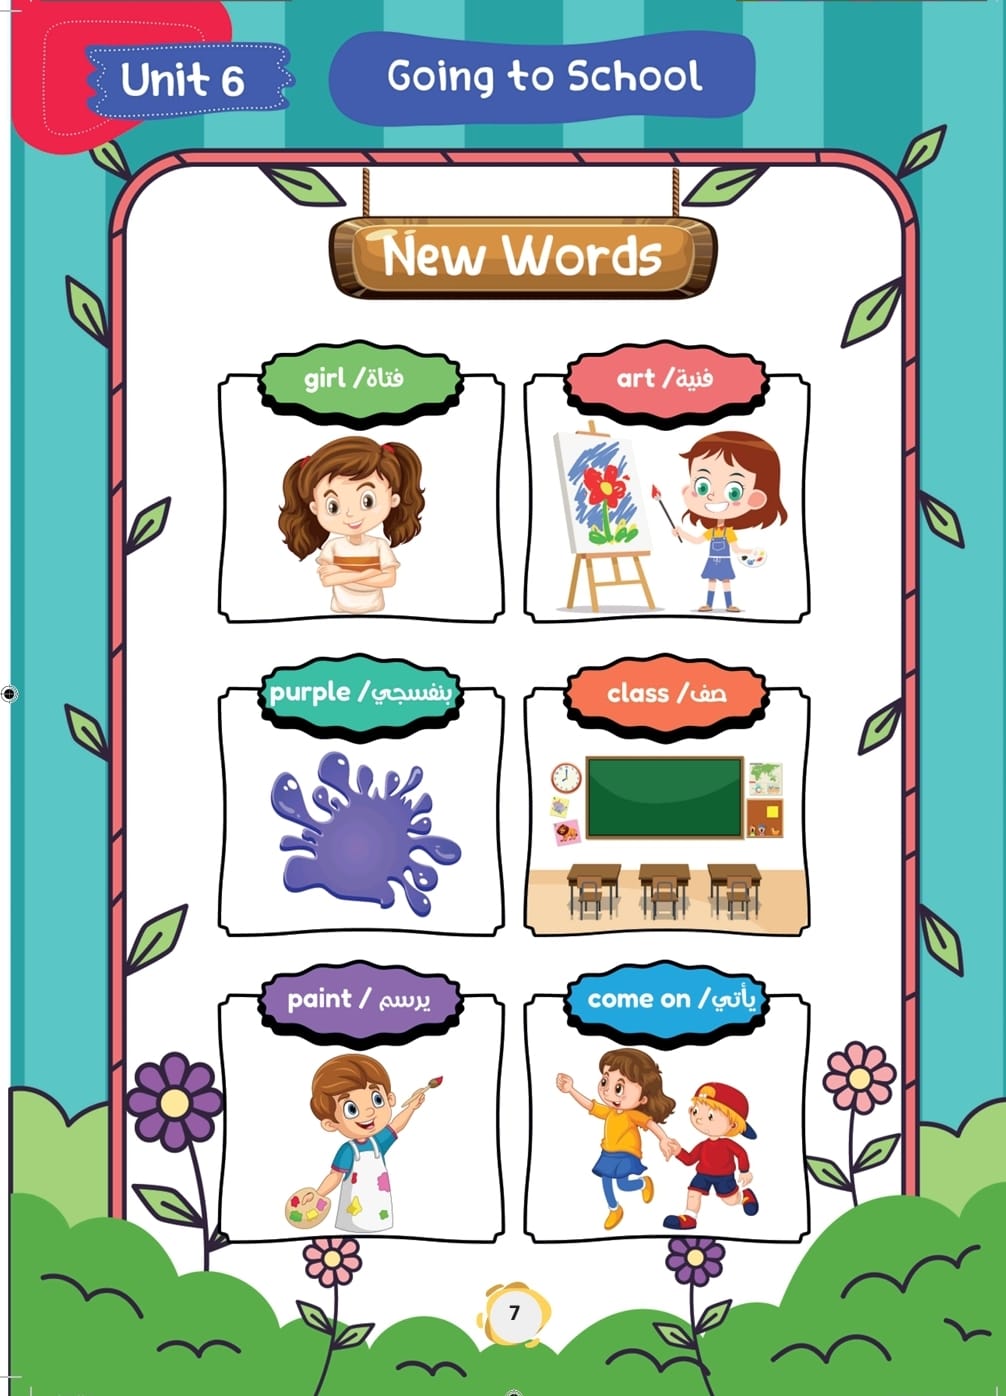 Unit 6
Going to School
New Words
girl /فتاة
art /فنية
purple /بنفسجي
class /صف
paint / يرسم
come on /يأتي
7